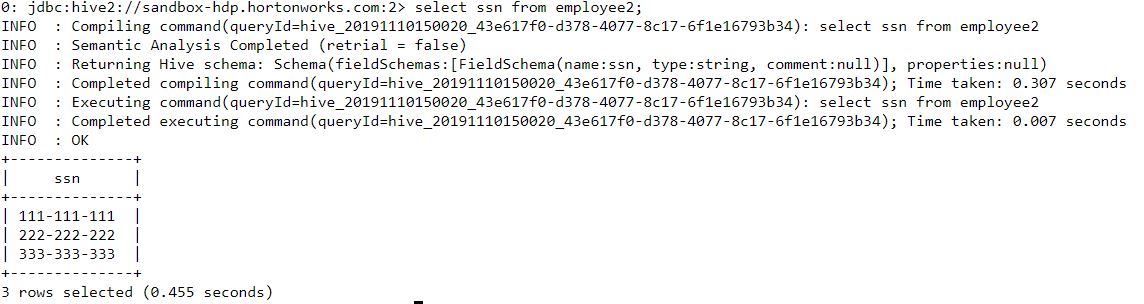 0: jdbc:hive2://sandbox-hdp.hortonworks.com:2> select ssn from employee2;
INFO  : Compiling command(queryId=hive_20191110150020_43e617f0-d378-4077-8c17-6f1e16793b34): select ssn from employee2
INFO  : Semantic Analysis Completed (retrial = false)
INFO  : Returning Hive schema: Schema(fieldSchemas:[FieldSchema(name:ssn, type:string, comment:null)], properties:null)
INFO  : Completed compiling command(queryId=hive_20191110150020_43e617f0-d378-4077-8c17-6f1e16793b34); Time taken: 0.307 seconds
INFO  : Executing command(queryId=hive_20191110150020_43e617f0-d378-4077-8c17-6f1e16793b34): select ssn from employee2
INFO  : Completed executing command(queryId=hive_20191110150020_43e617f0-d378-4077-8c17-6f1e16793b34); Time taken: 0.007 seconds
INFO  : OK
+--------------+
|     ssn      |
+--------------+
| 111-111-111  |
| 222-222-222  |
| 333-333-333  |
+--------------+
3 rows selected (0.455 seconds)